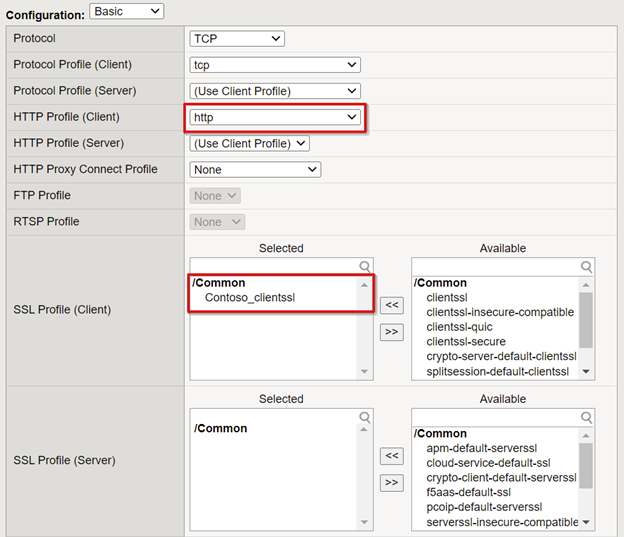 Configuration: Basic
Protocol TCP
Protocol Profile (Client) tcp
Protocol Profile (Server) (Use Client Profile)
HTTP Profile (Client) http
HTTP Profile (Server) (Use Client Profile)
HTTP Proxy Connect Profile None
FTP Profile None
RTSP Profile None
SSL Profile (Client)
Selected
/Common
Contoso_clientssl
<<
>>
Available
/Common
clientssl
clientssl-insecure-compatible
clientssl-quic
clientssl-secure
crypto-server-default-clientssl
splitsession-default-clientssl
SSL Profile (Server)
Selected
/Common
<<
>>
Available
/Common
apm-default-serverssl
cloud-service-default-ssl
crypto-client-default-serverssl
f5aas-default-ssl
pcoip-default-serverssl
serverssl-insecure-compatible